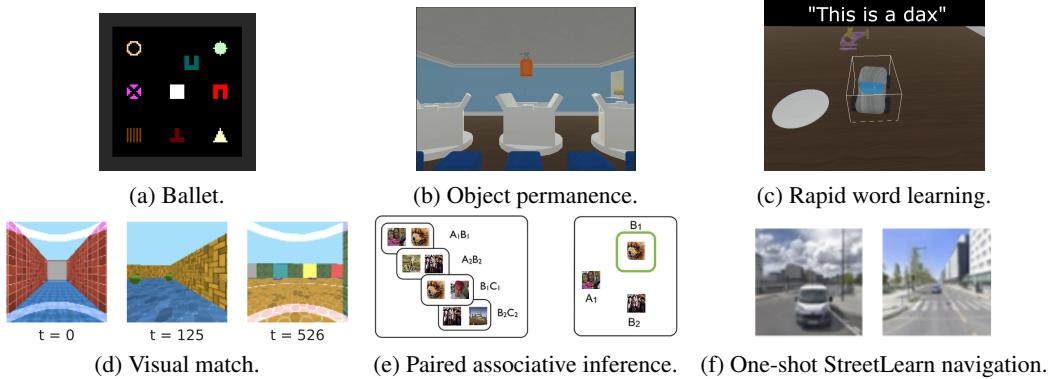 "This is a dax"
(a) Ballet.
(b) Object permanence.
(c) Rapid word learning.
A₁B₁
A₂B₂
B₁C₁
B₂C₂
B₁
A₁
B₂
t = 0
t = 125
t = 526
(d) Visual match.
(e) Paired associative inference.
(f) One-shot StreetLearn navigation.